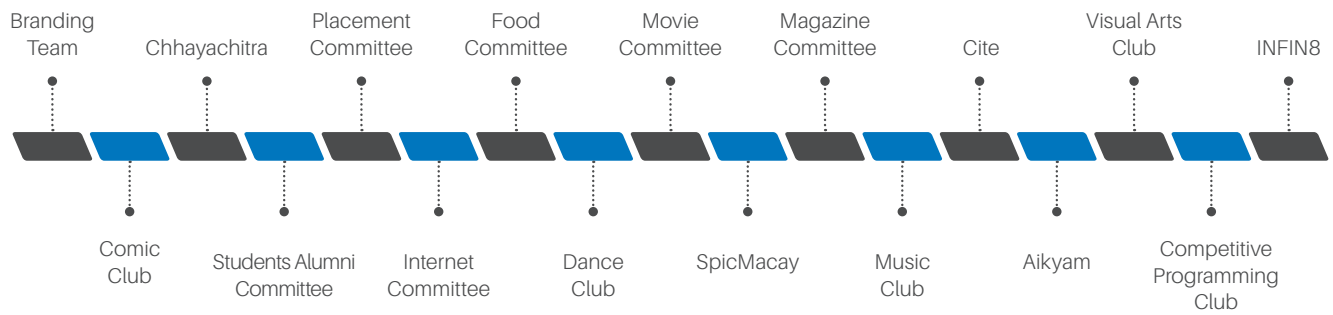 Branding
Team
Chhayachitra
Placement
Committee
Food
Committee
Movie
Committee
Magazine
Committee
Cite
Visual Arts
Club
INFIN8
Comic
Club
Students Alumni
Committee
Internet
Committee
Dance
Club
SpicMacay
Music
Club
Aikyam
Competitive
Programming
Club